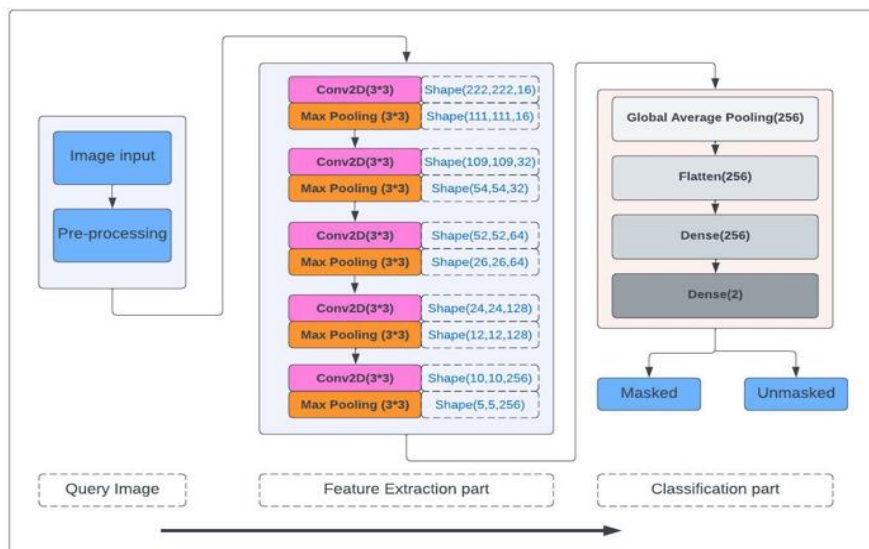 Image input
Pre-processing
Conv2D(3*3) Shape(222,222,16)
Max Pooling (3*3) Shape(111,111,16)
Conv2D(3*3) Shape(109,109,32)
Max Pooling (3*3) Shape(54,54,32)
Conv2D(3*3) Shape(52,52,64)
Max Pooling (3*3) Shape(26,26,64)
Conv2D(3*3) Shape(24,24,128)
Max Pooling (3*3) Shape(12,12,128)
Conv2D(3*3) Shape(10,10,256)
Max Pooling (3*3) Shape(5,5,256)
Global Average Pooling(256)
Flatten(256)
Dense(256)
Dense(2)
Masked
Unmasked
Query Image
Feature Extraction part
Classification part